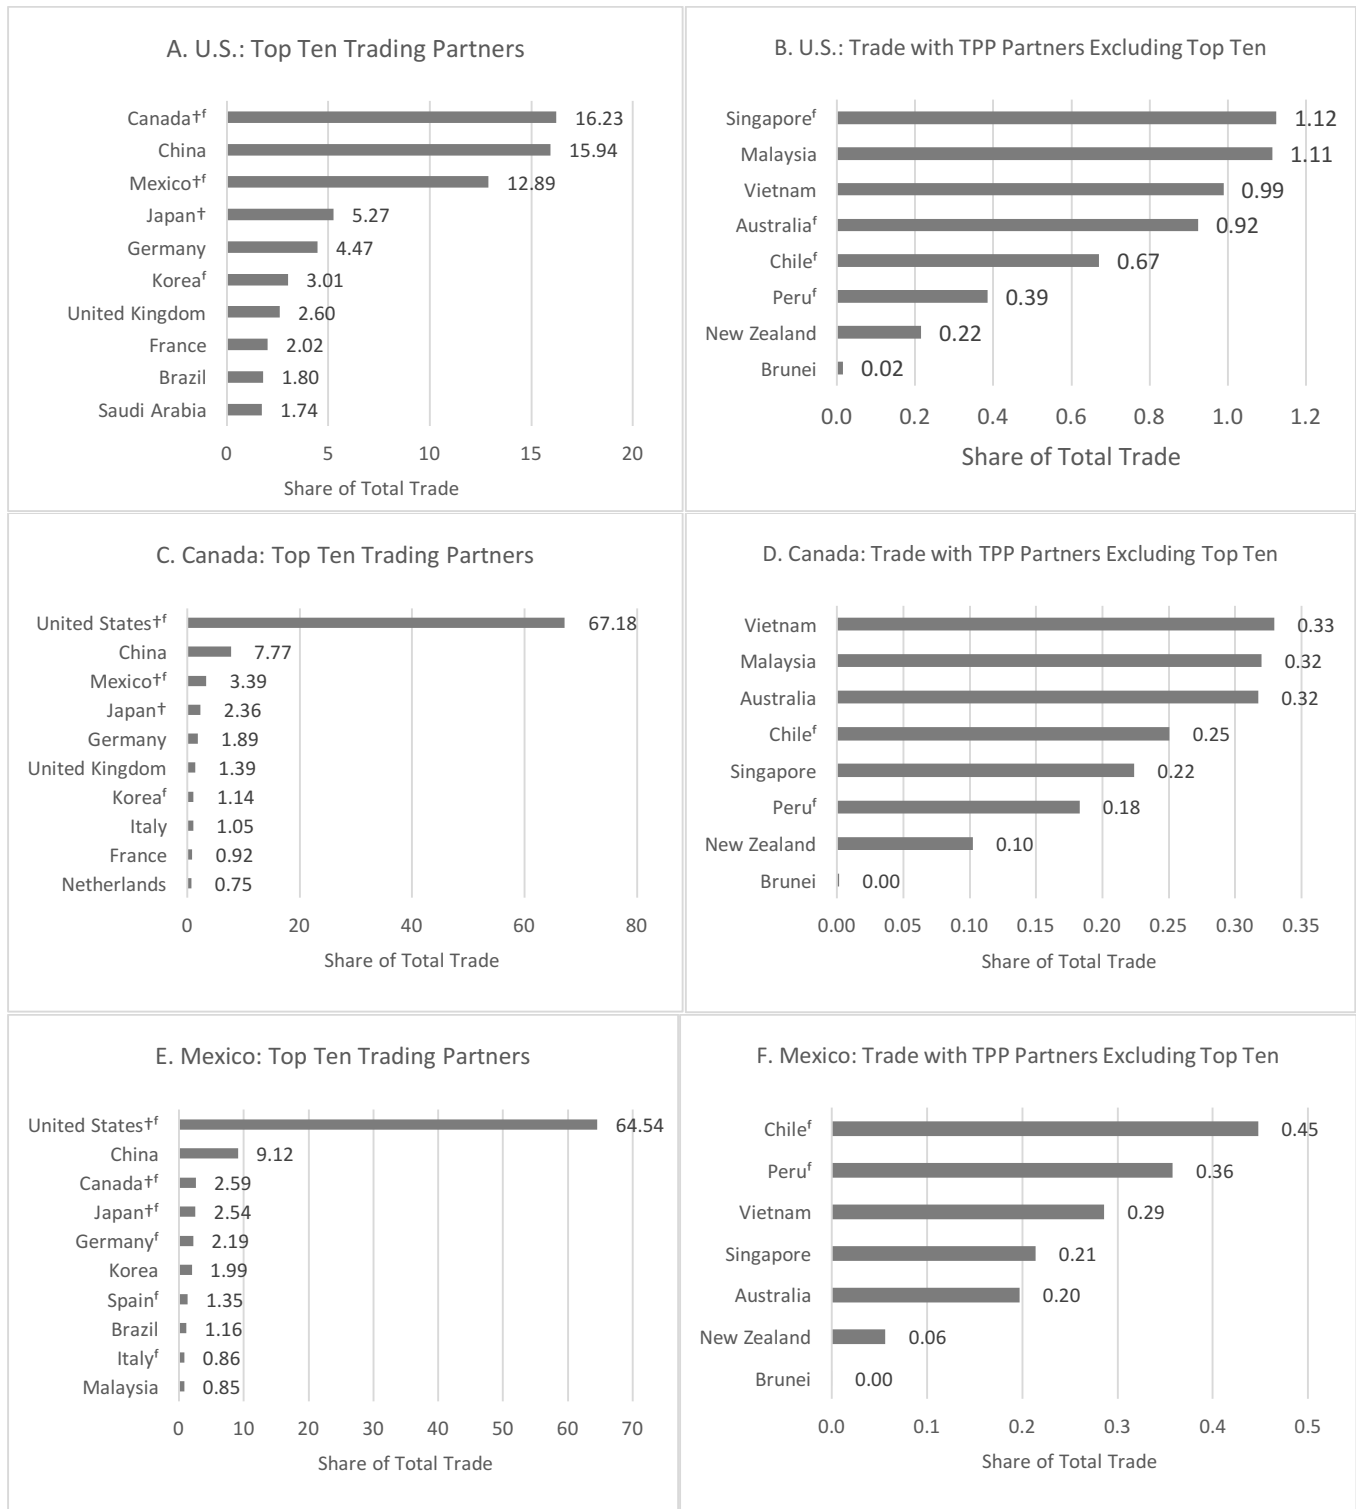 A. U.S.: Top Ten Trading Partners
Canada†ᶠ 16.23
China 15.94
Mexico†ᶠ 12.89
Japan† 5.27
Germany 4.47
Koreaᶠ 3.01
United Kingdom 2.60
France 2.02
Brazil 1.80
Saudi Arabia 1.74
0 5 10 15 20
Share of Total Trade
B. U.S.: Trade with TPP Partners Excluding Top Ten
Singaporeᶠ 1.12
Malaysia 1.11
Vietnam 0.99
Australiaᶠ 0.92
Chileᶠ 0.67
Peruᶠ 0.39
New Zealand 0.22
Brunei 0.02
0.0 0.2 0.4 0.6 0.8 1.0 1.2
Share of Total Trade
C. Canada: Top Ten Trading Partners
United States†ᶠ 67.18
China 7.77
Mexico†ᶠ 3.39
Japan† 2.36
Germany 1.89
United Kingdom 1.39
Koreaᶠ 1.14
Italy 1.05
France 0.92
Netherlands 0.75
0 20 40 60 80
Share of Total Trade
D. Canada: Trade with TPP Partners Excluding Top Ten
Vietnam 0.33
Malaysia 0.32
Australia 0.32
Chileᶠ 0.25
Singapore 0.22
Peruᶠ 0.18
New Zealand 0.10
Brunei 0.00
0.00 0.05 0.10 0.15 0.20 0.25 0.30 0.35
Share of Total Trade
E. Mexico: Top Ten Trading Partners
United States†ᶠ 64.54
China 9.12
Canada†ᶠ 2.59
Japan†ᶠ 2.54
Germanyᶠ 2.19
Korea 1.99
Spainᶠ 1.35
Brazil 1.16
Italyᶠ 0.86
Malaysia 0.85
0 10 20 30 40 50 60 70
Share of Total Trade
F. Mexico: Trade with TPP Partners Excluding Top Ten
Chileᶠ 0.45
Peruᶠ 0.36
Vietnam 0.29
Singapore 0.21
Australia 0.20
New Zealand 0.06
Brunei 0.00
0.0 0.1 0.2 0.3 0.4 0.5
Share of Total Trade